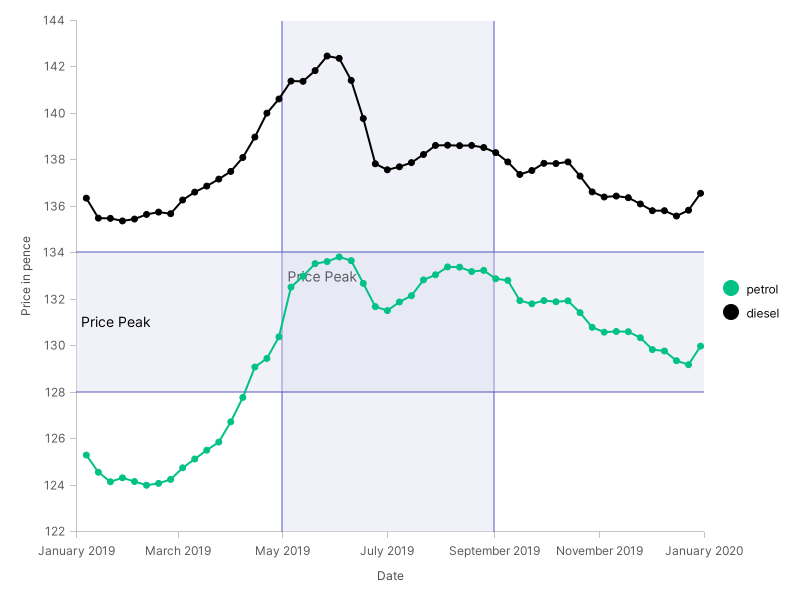 144
142
140
138
136
134
132
130
128
126
124
122
Price in pence
Price Peak
Price Peak
January 2019 March 2019 May 2019 July 2019 September 2019 November 2019 January 2020
Date
petrol
diesel